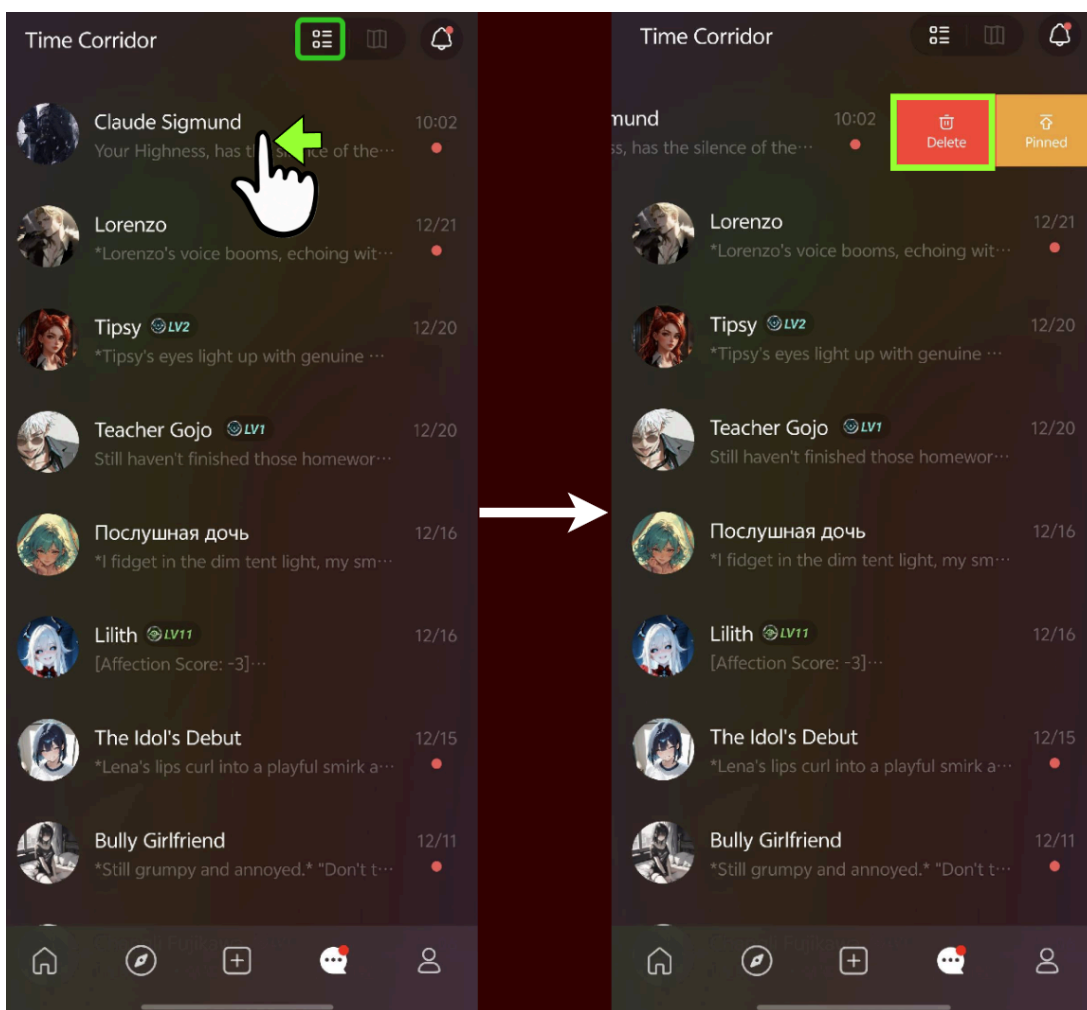 Time Corridor
Claude Sigmund
10:02
Your Highness, has the silence of the···
Lorenzo
12/21
*Lorenzo's voice booms, echoing wit···
Tipsy LV2
12/20
*Tipsy's eyes light up with genuine ···
Teacher Gojo LV1
12/20
Still haven't finished those homewor···
Послушная дочь
12/16
*I fidget in the dim tent light, my sm···
Lilith LV11
12/16
[Affection Score: -3]···
The Idol's Debut
12/15
*Lena's lips curl into a playful smirk a···
Bully Girlfriend
12/11
*Still grumpy and annoyed.* "Don't t···
Time Corridor
mund
10:02
ss, has the silence of the···
Delete
Pinned
Lorenzo
12/21
*Lorenzo's voice booms, echoing wit···
Tipsy LV2
12/20
*Tipsy's eyes light up with genuine ···
Teacher Gojo LV1
12/20
Still haven't finished those homewor···
Послушная дочь
12/16
*I fidget in the dim tent light, my sm···
Lilith LV11
12/16
[Affection Score: -3]···
The Idol's Debut
12/15
*Lena's lips curl into a playful smirk a···
Bully Girlfriend
12/11
*Still grumpy and annoyed.* "Don't t···